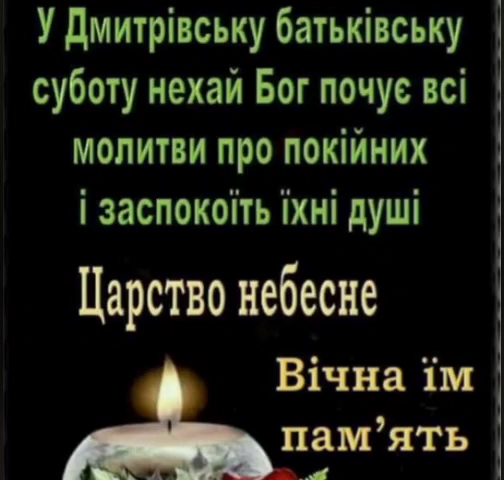 У Дмитрівську батьківську
суботу нехай Бог почує всі
молитви про покійних
і заспокоїть їхні душі
Царство небесне
Вічна їм
пам’ять